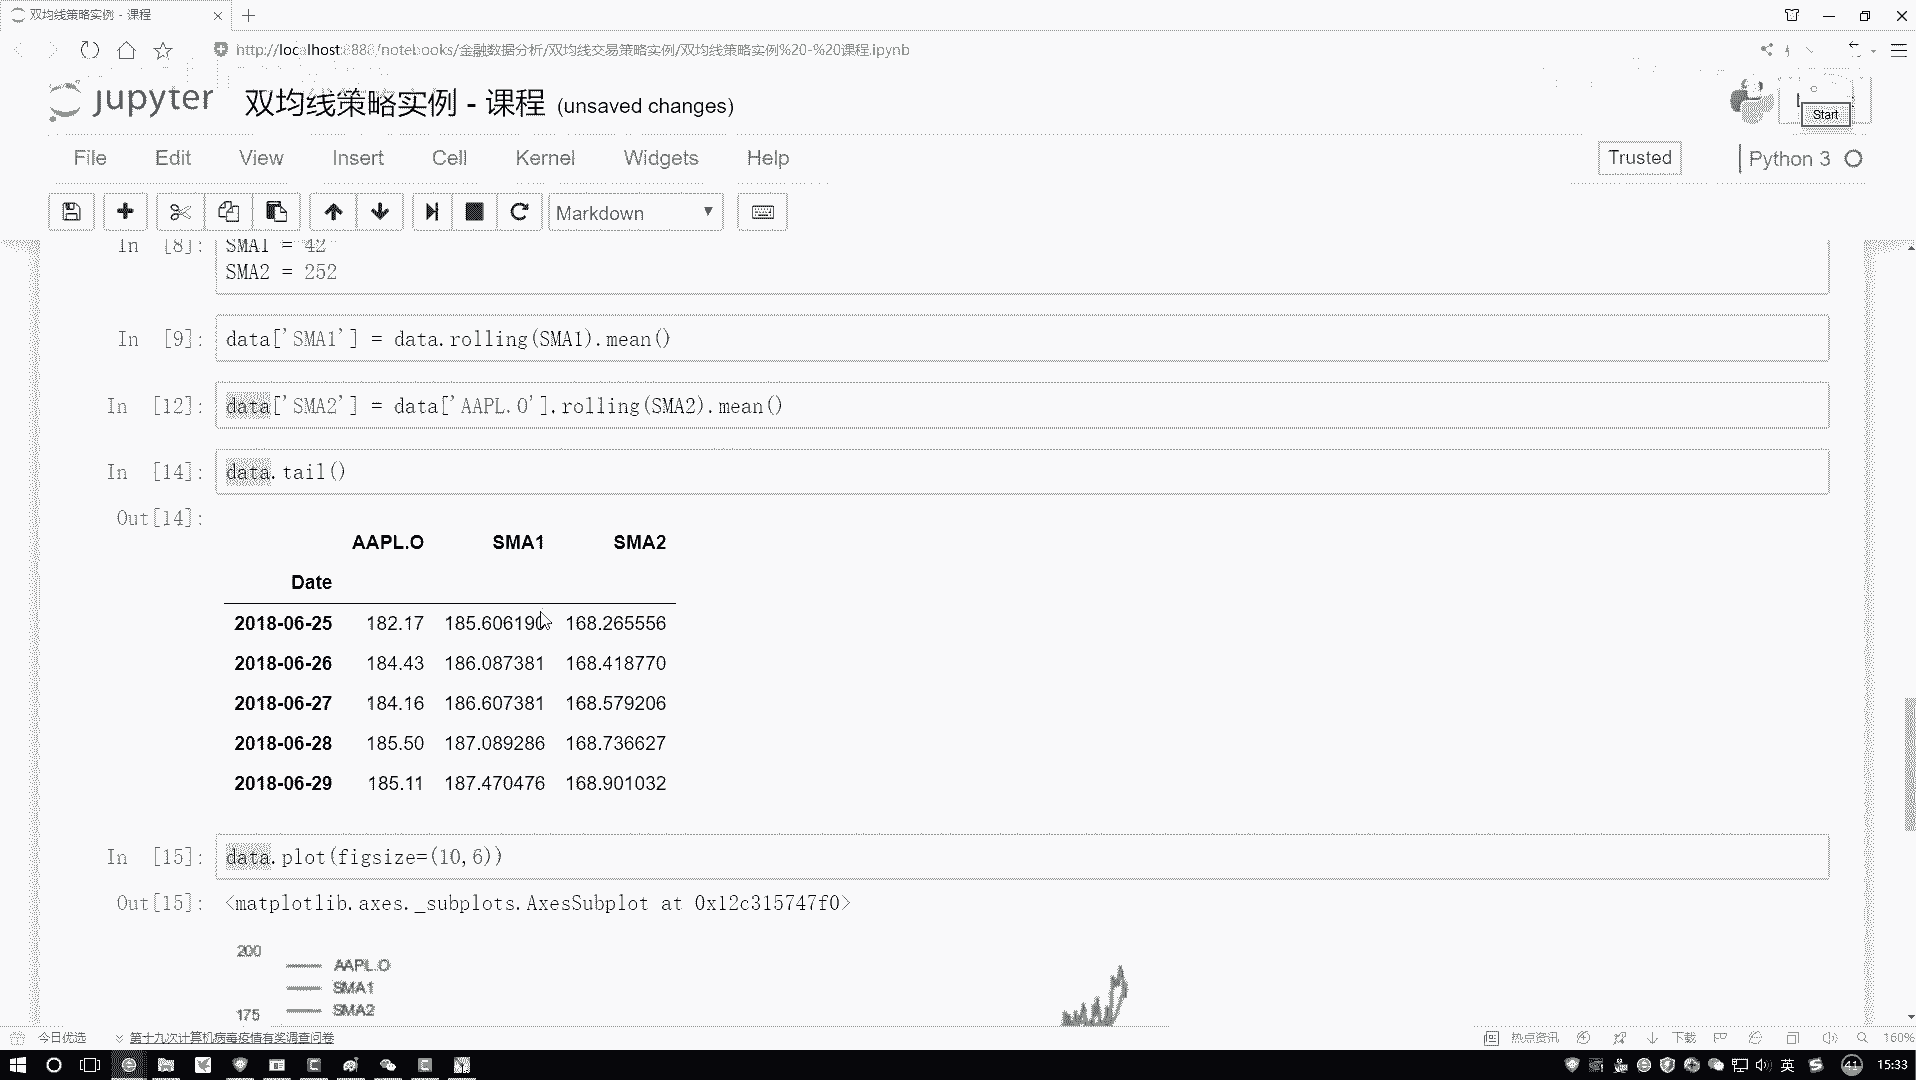 双均线策略实例 - 课程
http://localhost:8888/notebooks/金融数据分析/双均线交易策略实例/双均线策略实例%20-%20课程.ipynb
jupyter 双均线策略实例 - 课程 (unsaved changes)
Start
File Edit View Insert Cell Kernel Widgets Help
Trusted Python 3
Markdown
In [8]: SMA1 = 42
SMA2 = 252
In [9]: data['SMA1'] = data.rolling(SMA1).mean()
In [12]: data['SMA2'] = data['AAPL.O'].rolling(SMA2).mean()
In [14]: data.tail()
Out[14]:
AAPL.O SMA1 SMA2
Date
2018-06-25 182.17 185.606190 168.265556
2018-06-26 184.43 186.087381 168.418770
2018-06-27 184.16 186.607381 168.579206
2018-06-28 185.50 187.089286 168.736627
2018-06-29 185.11 187.470476 168.901032
In [15]: data.plot(figsize=(10,6))
Out[15]: <matplotlib.axes._subplots.AxesSubplot at 0x12c315747f0>
200
AAPL.O
SMA1
SMA2
175
今日优选 第十九次计算机病毒疫情有奖调查问卷 热点资讯 下载 160%
英 41 15:33